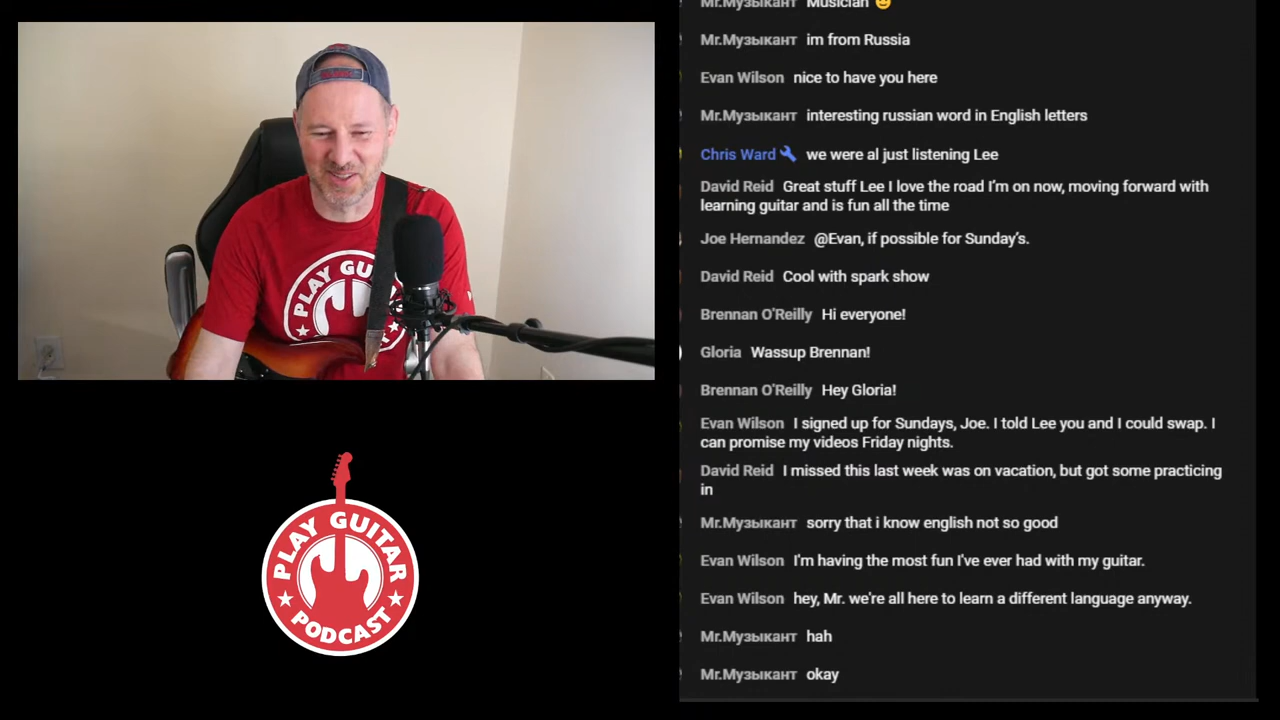 Mr.Музыкант Musician 😊
Mr.Музыкант im from Russia
Evan Wilson nice to have you here
Mr.Музыкант interesting russian word in English letters
Chris Ward we were al just listening Lee
David Reid Great stuff Lee I love the road I'm on now, moving forward with
learning guitar and is fun all the time
Joe Hernandez @Evan, if possible for Sunday's.
David Reid Cool with spark show
Brennan O'Reilly Hi everyone!
Gloria Wassup Brennan!
Brennan O'Reilly Hey Gloria!
Evan Wilson I signed up for Sundays, Joe. I told Lee you and I could swap. I
can promise my videos Friday nights.
David Reid I missed this last week was on vacation, but got some practicing
in
Mr.Музыкант sorry that i know english not so good
Evan Wilson I'm having the most fun I've ever had with my guitar.
Evan Wilson hey, Mr. we're all here to learn a different language anyway.
Mr.Музыкант hah
Mr.Музыкант okay
PLAY GU
PLAY GUITAR
PODCAST